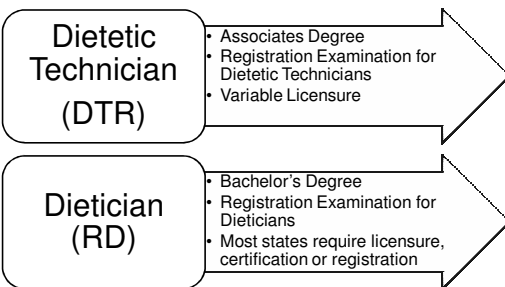 Dietetic
Technician
(DTR)
• Associates Degree
• Registration Examination for
Dietetic Technicians
• Variable Licensure
Dietician
(RD)
• Bachelor's Degree
• Registration Examination for
Dieticians
• Most states require licensure,
certification or registration